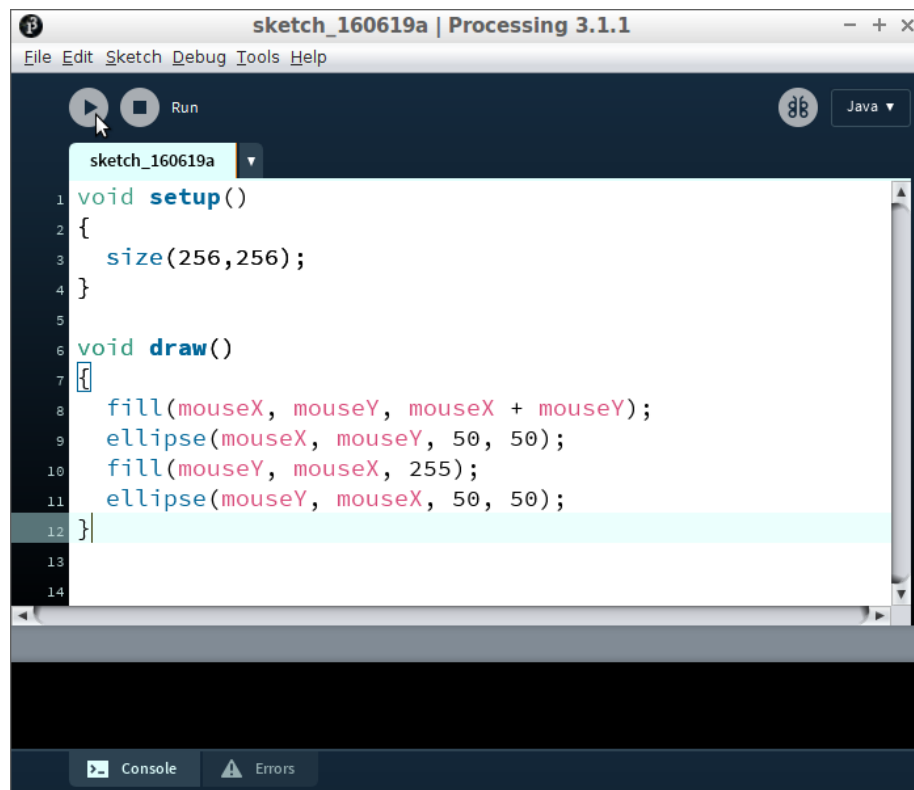 sketch_160619a | Processing 3.1.1
File Edit Sketch Debug Tools Help
Run
Java ▼
sketch_160619a ▼
1 void setup()
2 {
3   size(256,256);
4 }
5
6 void draw()
7 {
8   fill(mouseX, mouseY, mouseX + mouseY);
9   ellipse(mouseX, mouseY, 50, 50);
10   fill(mouseY, mouseX, 255);
11   ellipse(mouseY, mouseX, 50, 50);
12 }
13
14
Console Errors